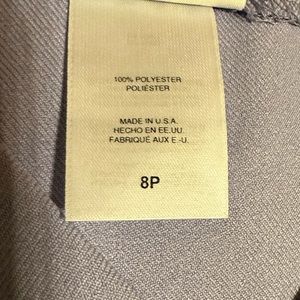 100% POLYESTER
POLIÉSTER
MADE IN U.S.A.
HECHO EN EE.UU.
FABRIQUÉ AUX E.-U.
8P